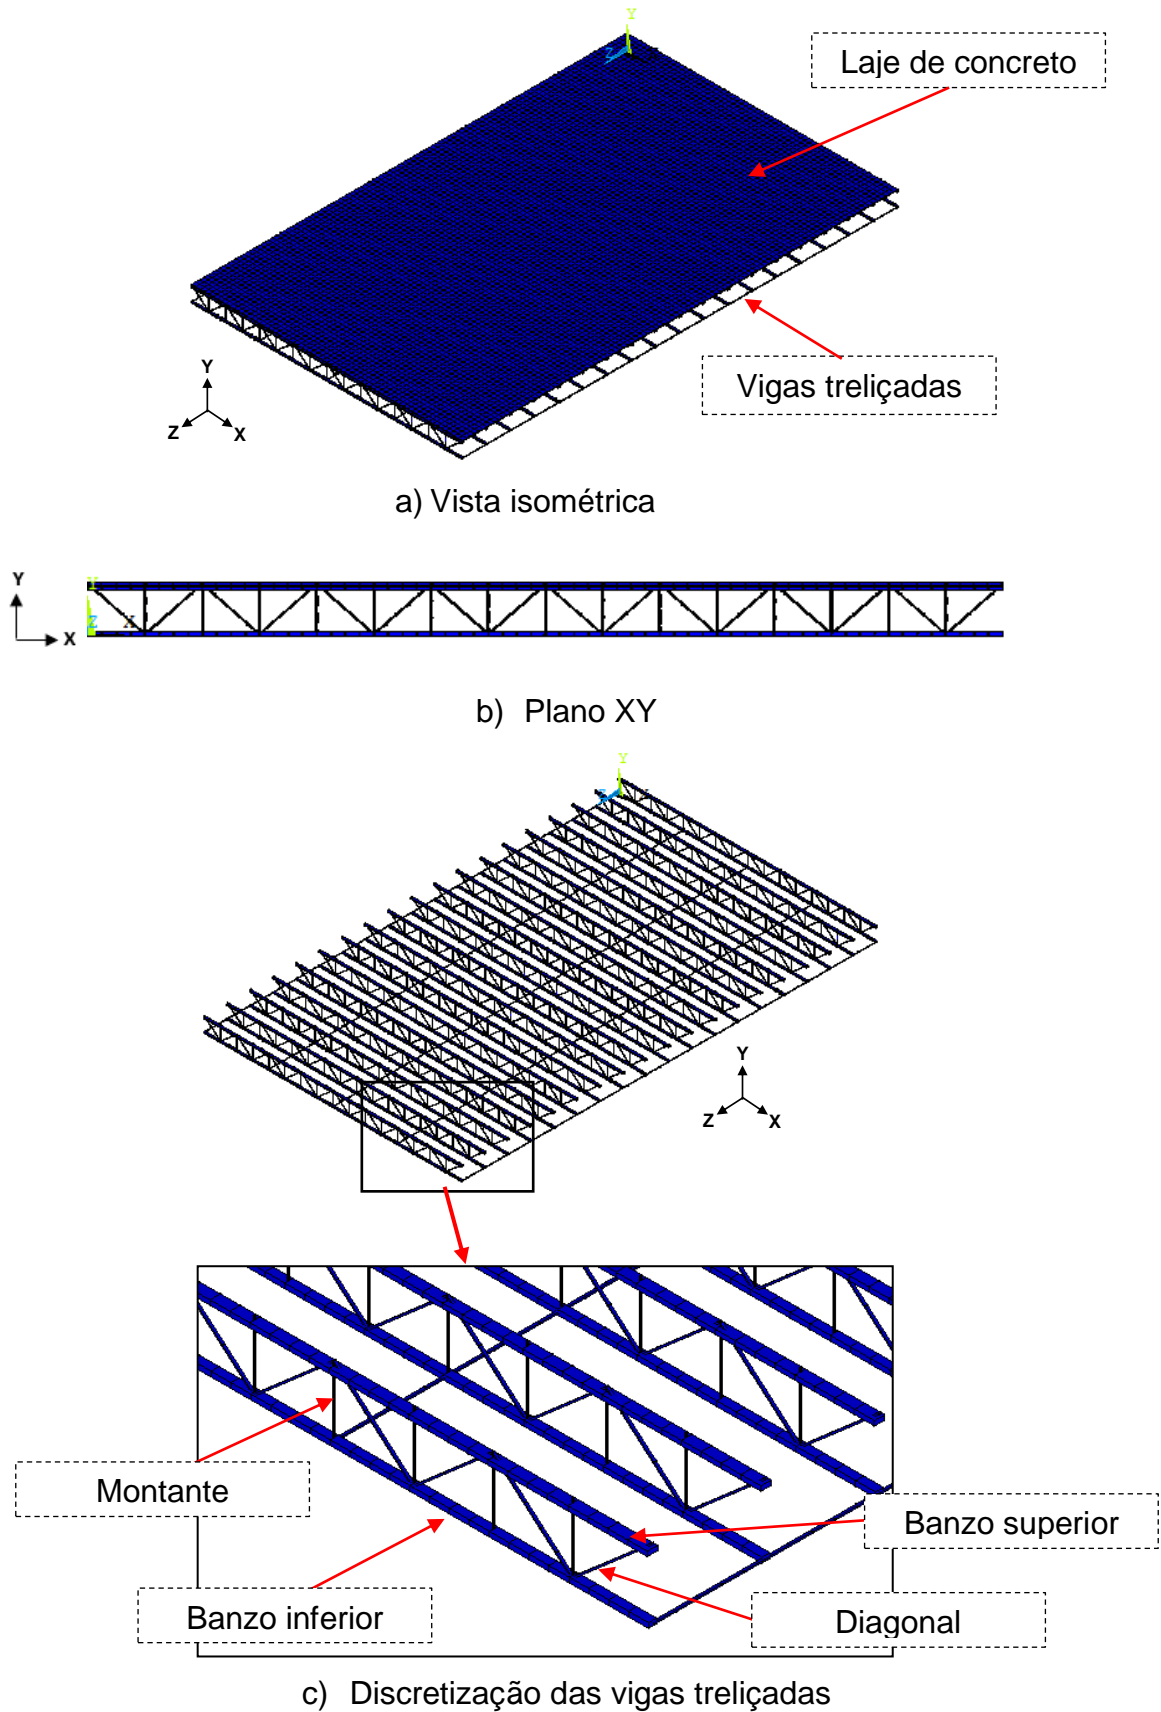 Y
Z
Laje de concreto
Vigas treliçadas
Y
Z
X
a) Vista isométrica
Y
X
Y
Z
X
b) Plano XY
Y
Z
Y
Z
X
Montante
Banzo superior
Banzo inferior
Diagonal
c) Discretização das vigas treliçadas